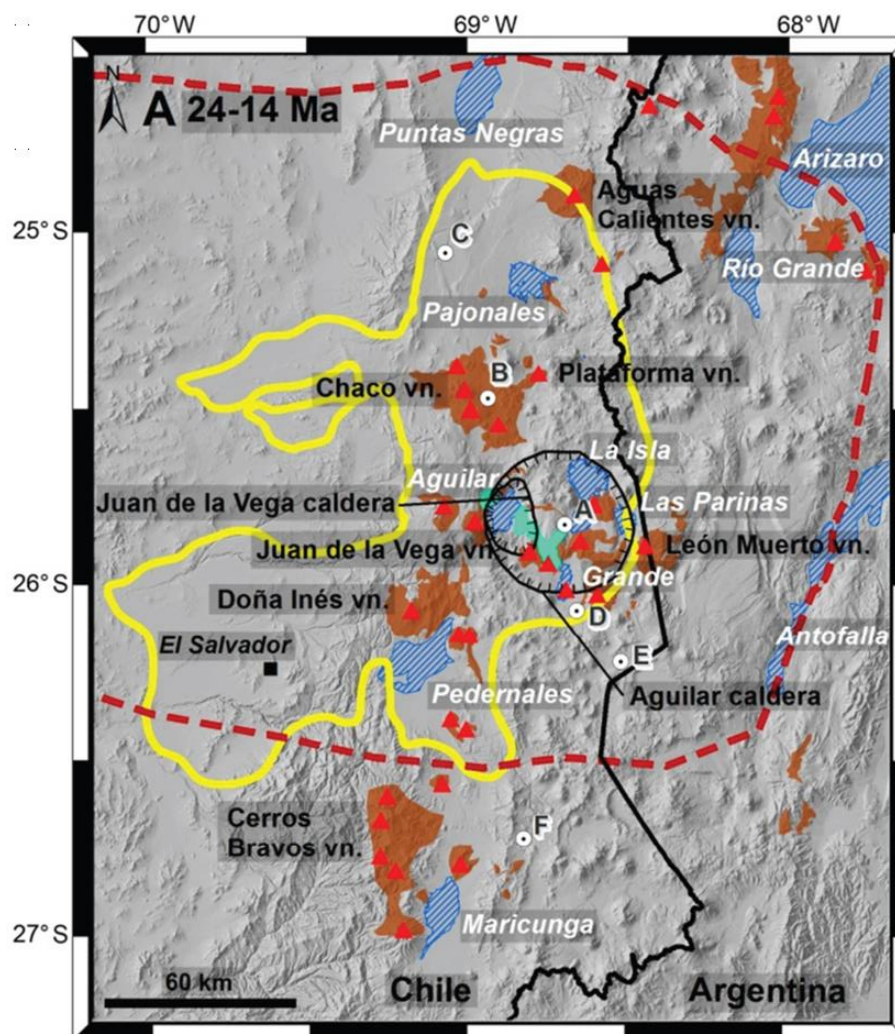 70°W 69°W 68°W
N
A 24-14 Ma
Puntas Negras
Arizaro
Aguas
Calientes vn.
25°S
C
Río Grande
Pajonales
B
Plataforma vn.
Chaco vn.
La Isla
Aguilar
Juan de la Vega caldera
Las Parinas
A
Juan de la Vega vn.
León Muerto vn.
26°S
Grande
Doña Inés vn.
D
El Salvador
Antofalla
E
Pedernales
Aguilar caldera
Cerros
Bravos vn.
F
27°S
Maricunga
60 km
Chile
Argentina